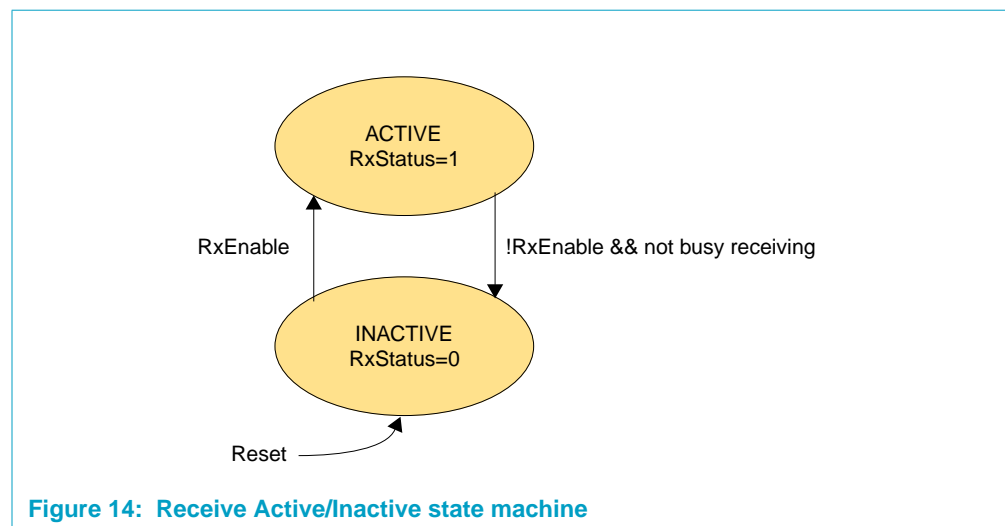 ACTIVE
RxStatus=1
RxEnable
!RxEnable && not busy receiving
INACTIVE
RxStatus=0
Reset
Figure 14: Receive Active/Inactive state machine